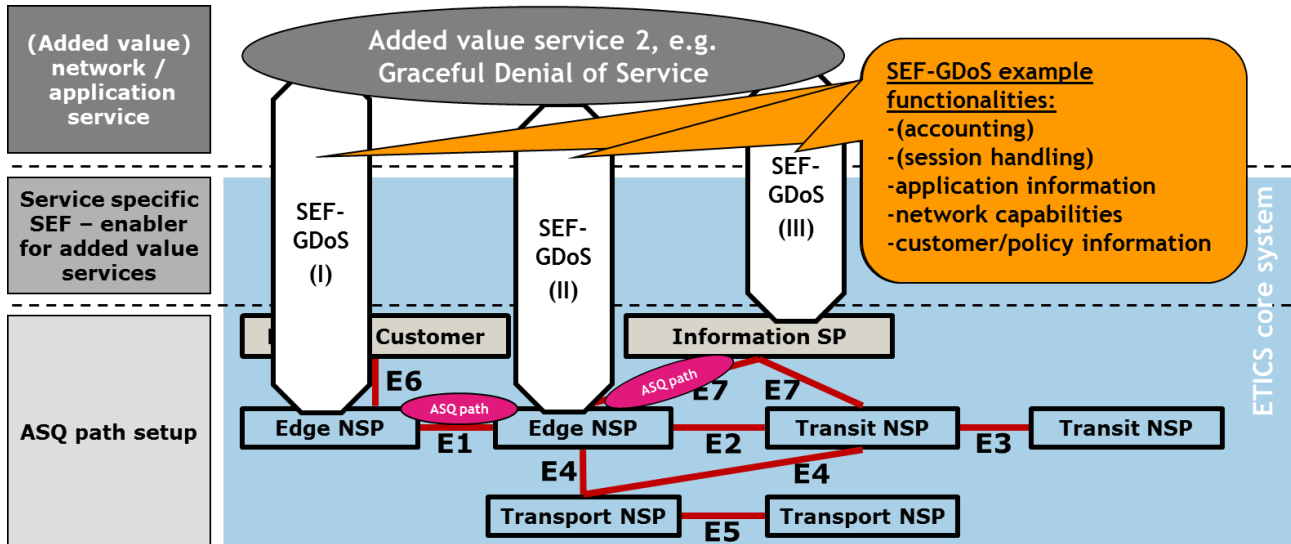 (Added value)
network /
application
service
Added value service 2, e.g.
Graceful Denial of Service
SEF-GDoS example
functionalities:
-(accounting)
-(session handling)
-application information
-network capabilities
-customer/policy information
Service specific
SEF – enabler
for added value
services
SEF-
GDoS
(I)
SEF-
GDoS
(II)
SEF-
GDoS
(III)
ETICS core system
ASQ path setup
Customer
Information SP
E6
ASQ path
ASQ path
E7
E7
Edge NSP
E1
Edge NSP
E2
Transit NSP
E3
Transit NSP
E4
E4
Transport NSP
E5
Transport NSP